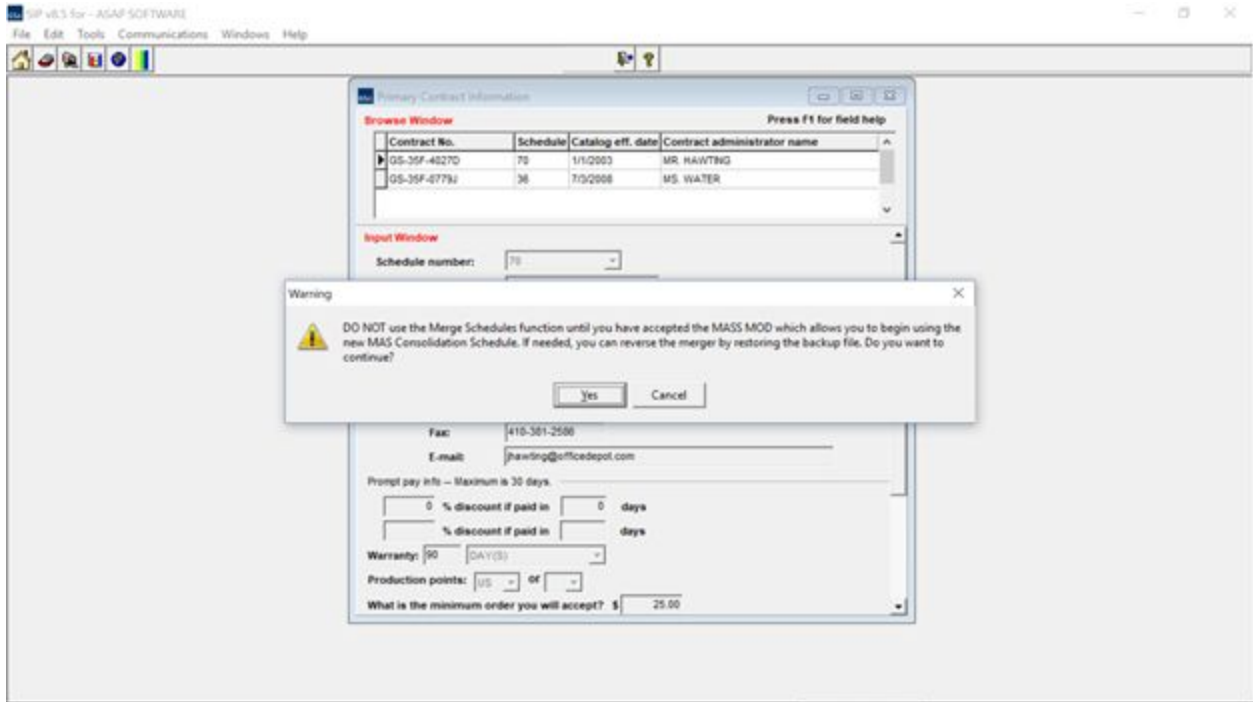 SIP v8.5 for - ASAP SOFTWARE
File Edit Tools Communications Windows Help
Primary Contract Information
Browse Window Press F1 for field help
Contract No. Schedule Catalog eff. date Contract administrator name
GS-35F-4027D 70 1/1/2003 MR. HAWTING
GS-35F-0779J 36 7/3/2008 MS. WATER
Input Window
Schedule number: 70
Warning
DO NOT use the Merge Schedules function until you have accepted the MASS MOD which allows you to begin using the
new MAS Consolidation Schedule. If needed, you can reverse the merger by restoring the backup file. Do you want to
continue?
Yes Cancel
Fax: 410-381-2586
E-mail: jhawting@officedepot.com
Prompt pay info -- Maximum is 30 days.
0 % discount if paid in 0 days
% discount if paid in days
Warranty: 90 DAY(S)
Production points: US or
What is the minimum order you will accept? $ 25.00